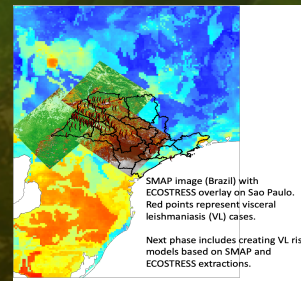 SMAP image (Brazil) with
ECOSTRESS overlay on Sao Paulo.
Red points represent visceral
leishmaniasis (VL) cases.
Next phase includes creating VL ris
models based on SMAP and
ECOSTRESS extractions.